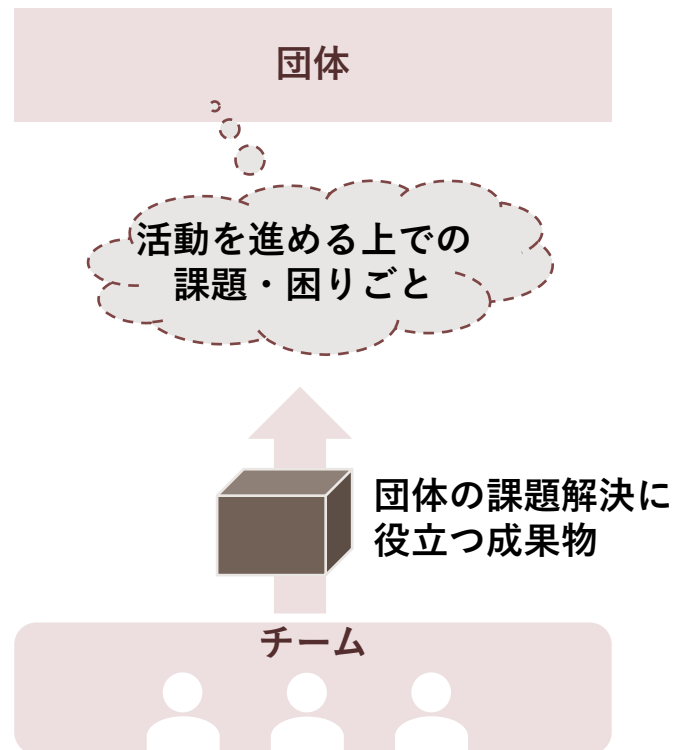 団体
活動を進める上での
課題・困りごと
団体の課題解決に
役立つ成果物
チーム